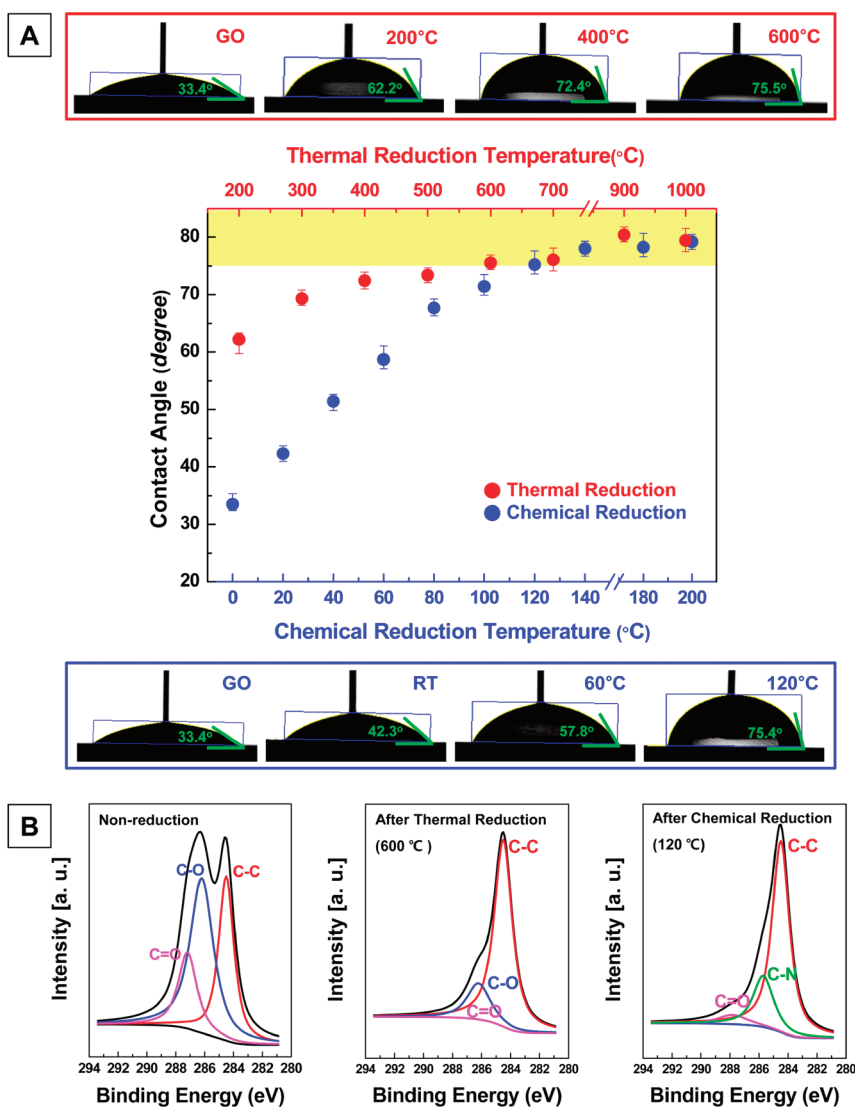 A
GO 200°C 400°C 600°C
33.4° 62.2° 72.4° 75.5°
Thermal Reduction Temperature(°C)
200 300 400 500 600 700 900 1000
80
70
60
50
40
30
20
Contact Angle (degree)
Thermal Reduction
Chemical Reduction
0 20 40 60 80 100 120 140 180 200
Chemical Reduction Temperature (°C)
GO RT 60°C 120°C
33.4° 42.3° 57.8° 75.4°
B
Non-reduction
C-O
C-C
C=O
Intensity [a. u.]
294 292 290 288 286 284 282 280
Binding Energy (eV)
After Thermal Reduction
(600 ℃ )
C-C
C-O
C=O
Intensity [a. u.]
294 292 290 288 286 284 282 280
Binding Energy (eV)
After Chemical Reduction
(120 ℃)
C-C
C-N
C=O
Intensity [a. u.]
294 292 290 288 286 284 282 280
Binding Energy (eV)